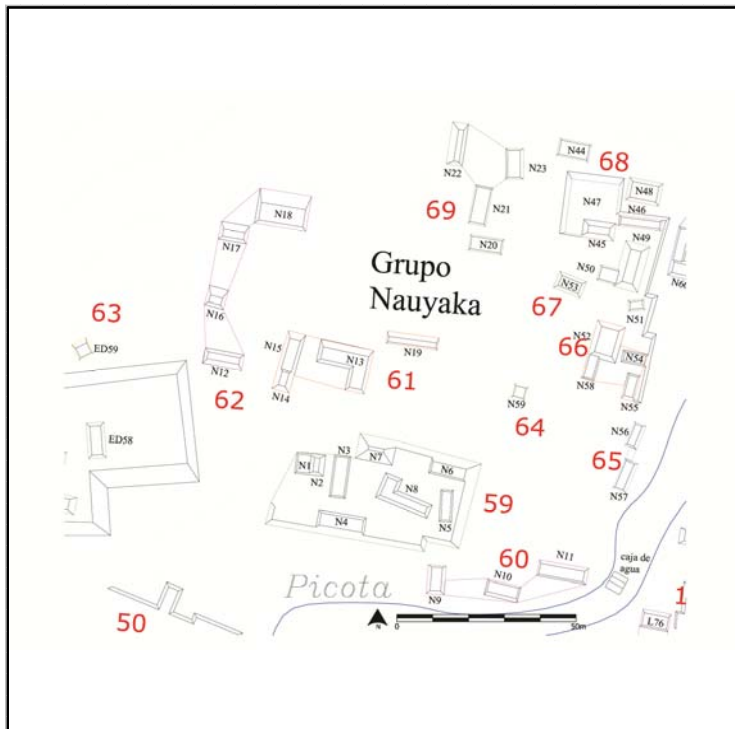 N44
68
N22
N23
N47
N48
N18
69
N21
N46
N17
N45
N49
N20
Grupo
Nauyaka
N50
N53
N66
67
63
N16
N51
ED59
N15
N52
N19
66
N13
N54
N12
61
N58
62
N14
N59
N55
64
ED58
N56
N3
N7
65
N1
N6
N2
N8
N57
59
N5
N4
60
N11
caja de
agua
Picota
N10
N9
50
1
N
0
50m
L76